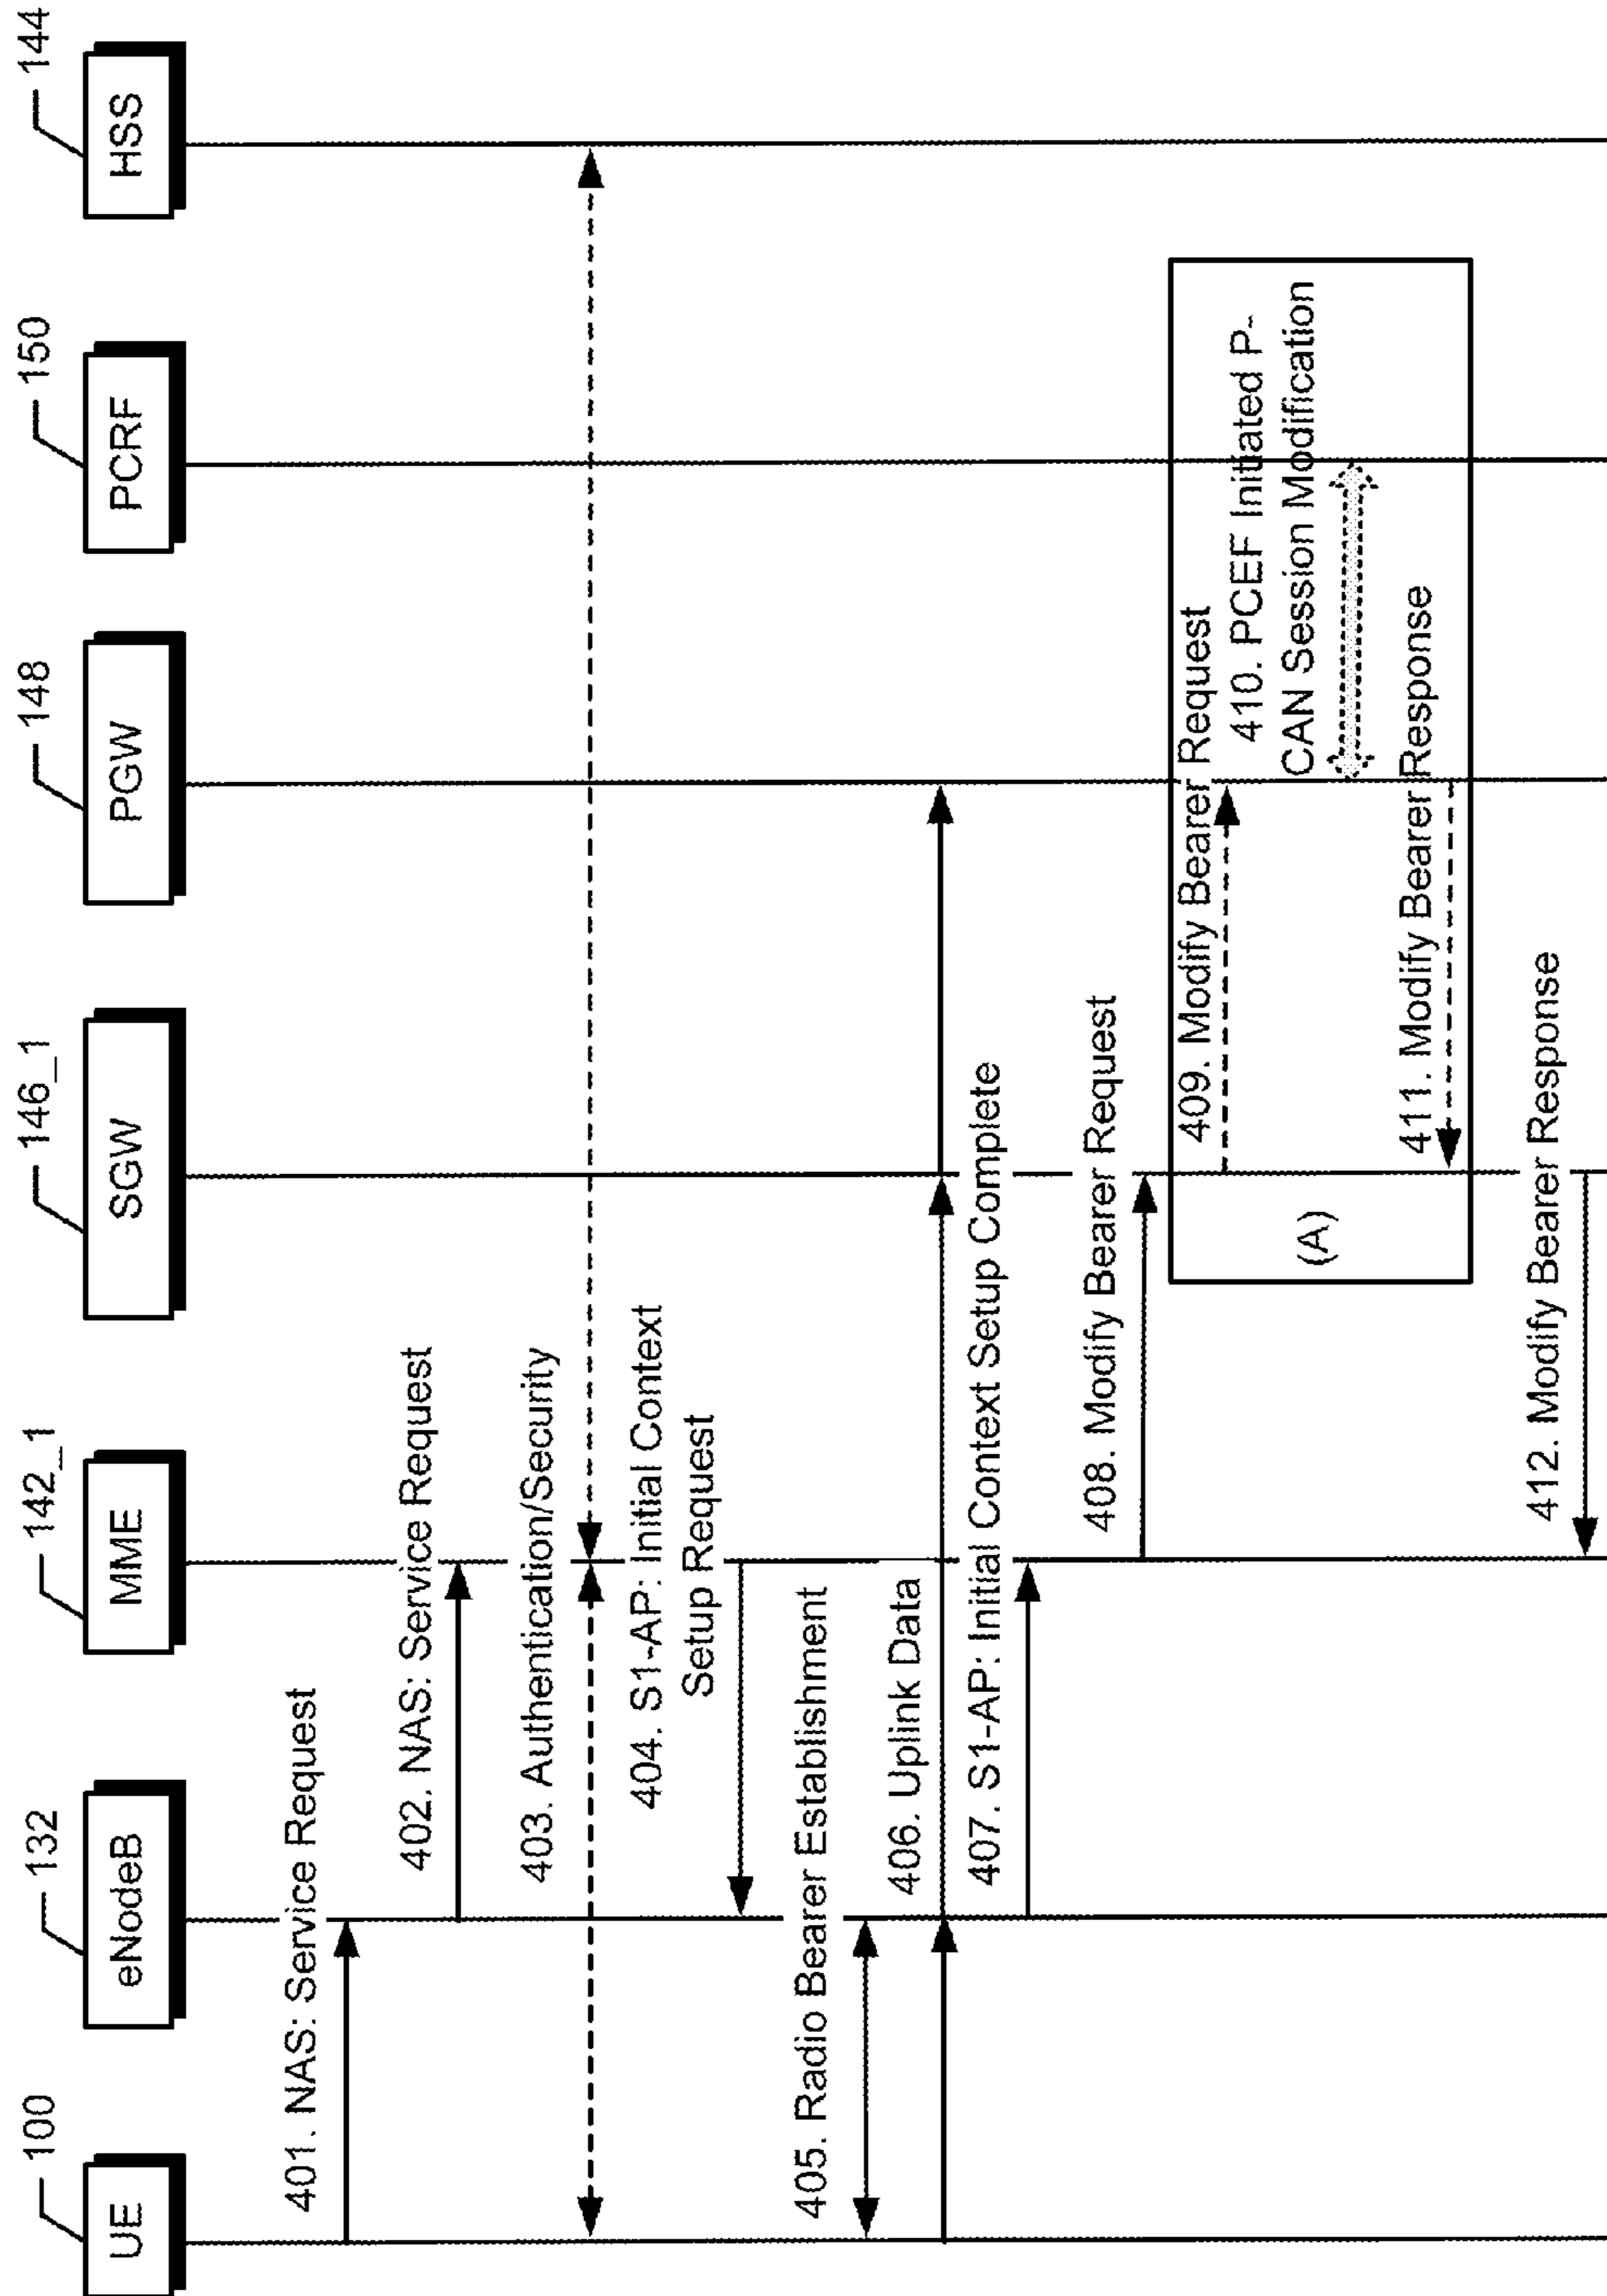 100
132
142_1
146_1
148
150
144
UE
eNodeB
MME
SGW
PGW
PCRF
HSS
401. NAS: Service Request
402. NAS: Service Request
403. Authentication/Security
404. S1-AP: Initial Context
Setup Request
405. Radio Bearer Establishment
406. Uplink Data
407. S1-AP: Initial Context Setup Complete
408. Modify Bearer Request
(A)
409. Modify Bearer Request
410. PCEF Initiated P-
CAN Session Modification
411. Modify Bearer Response
412. Modify Bearer Response